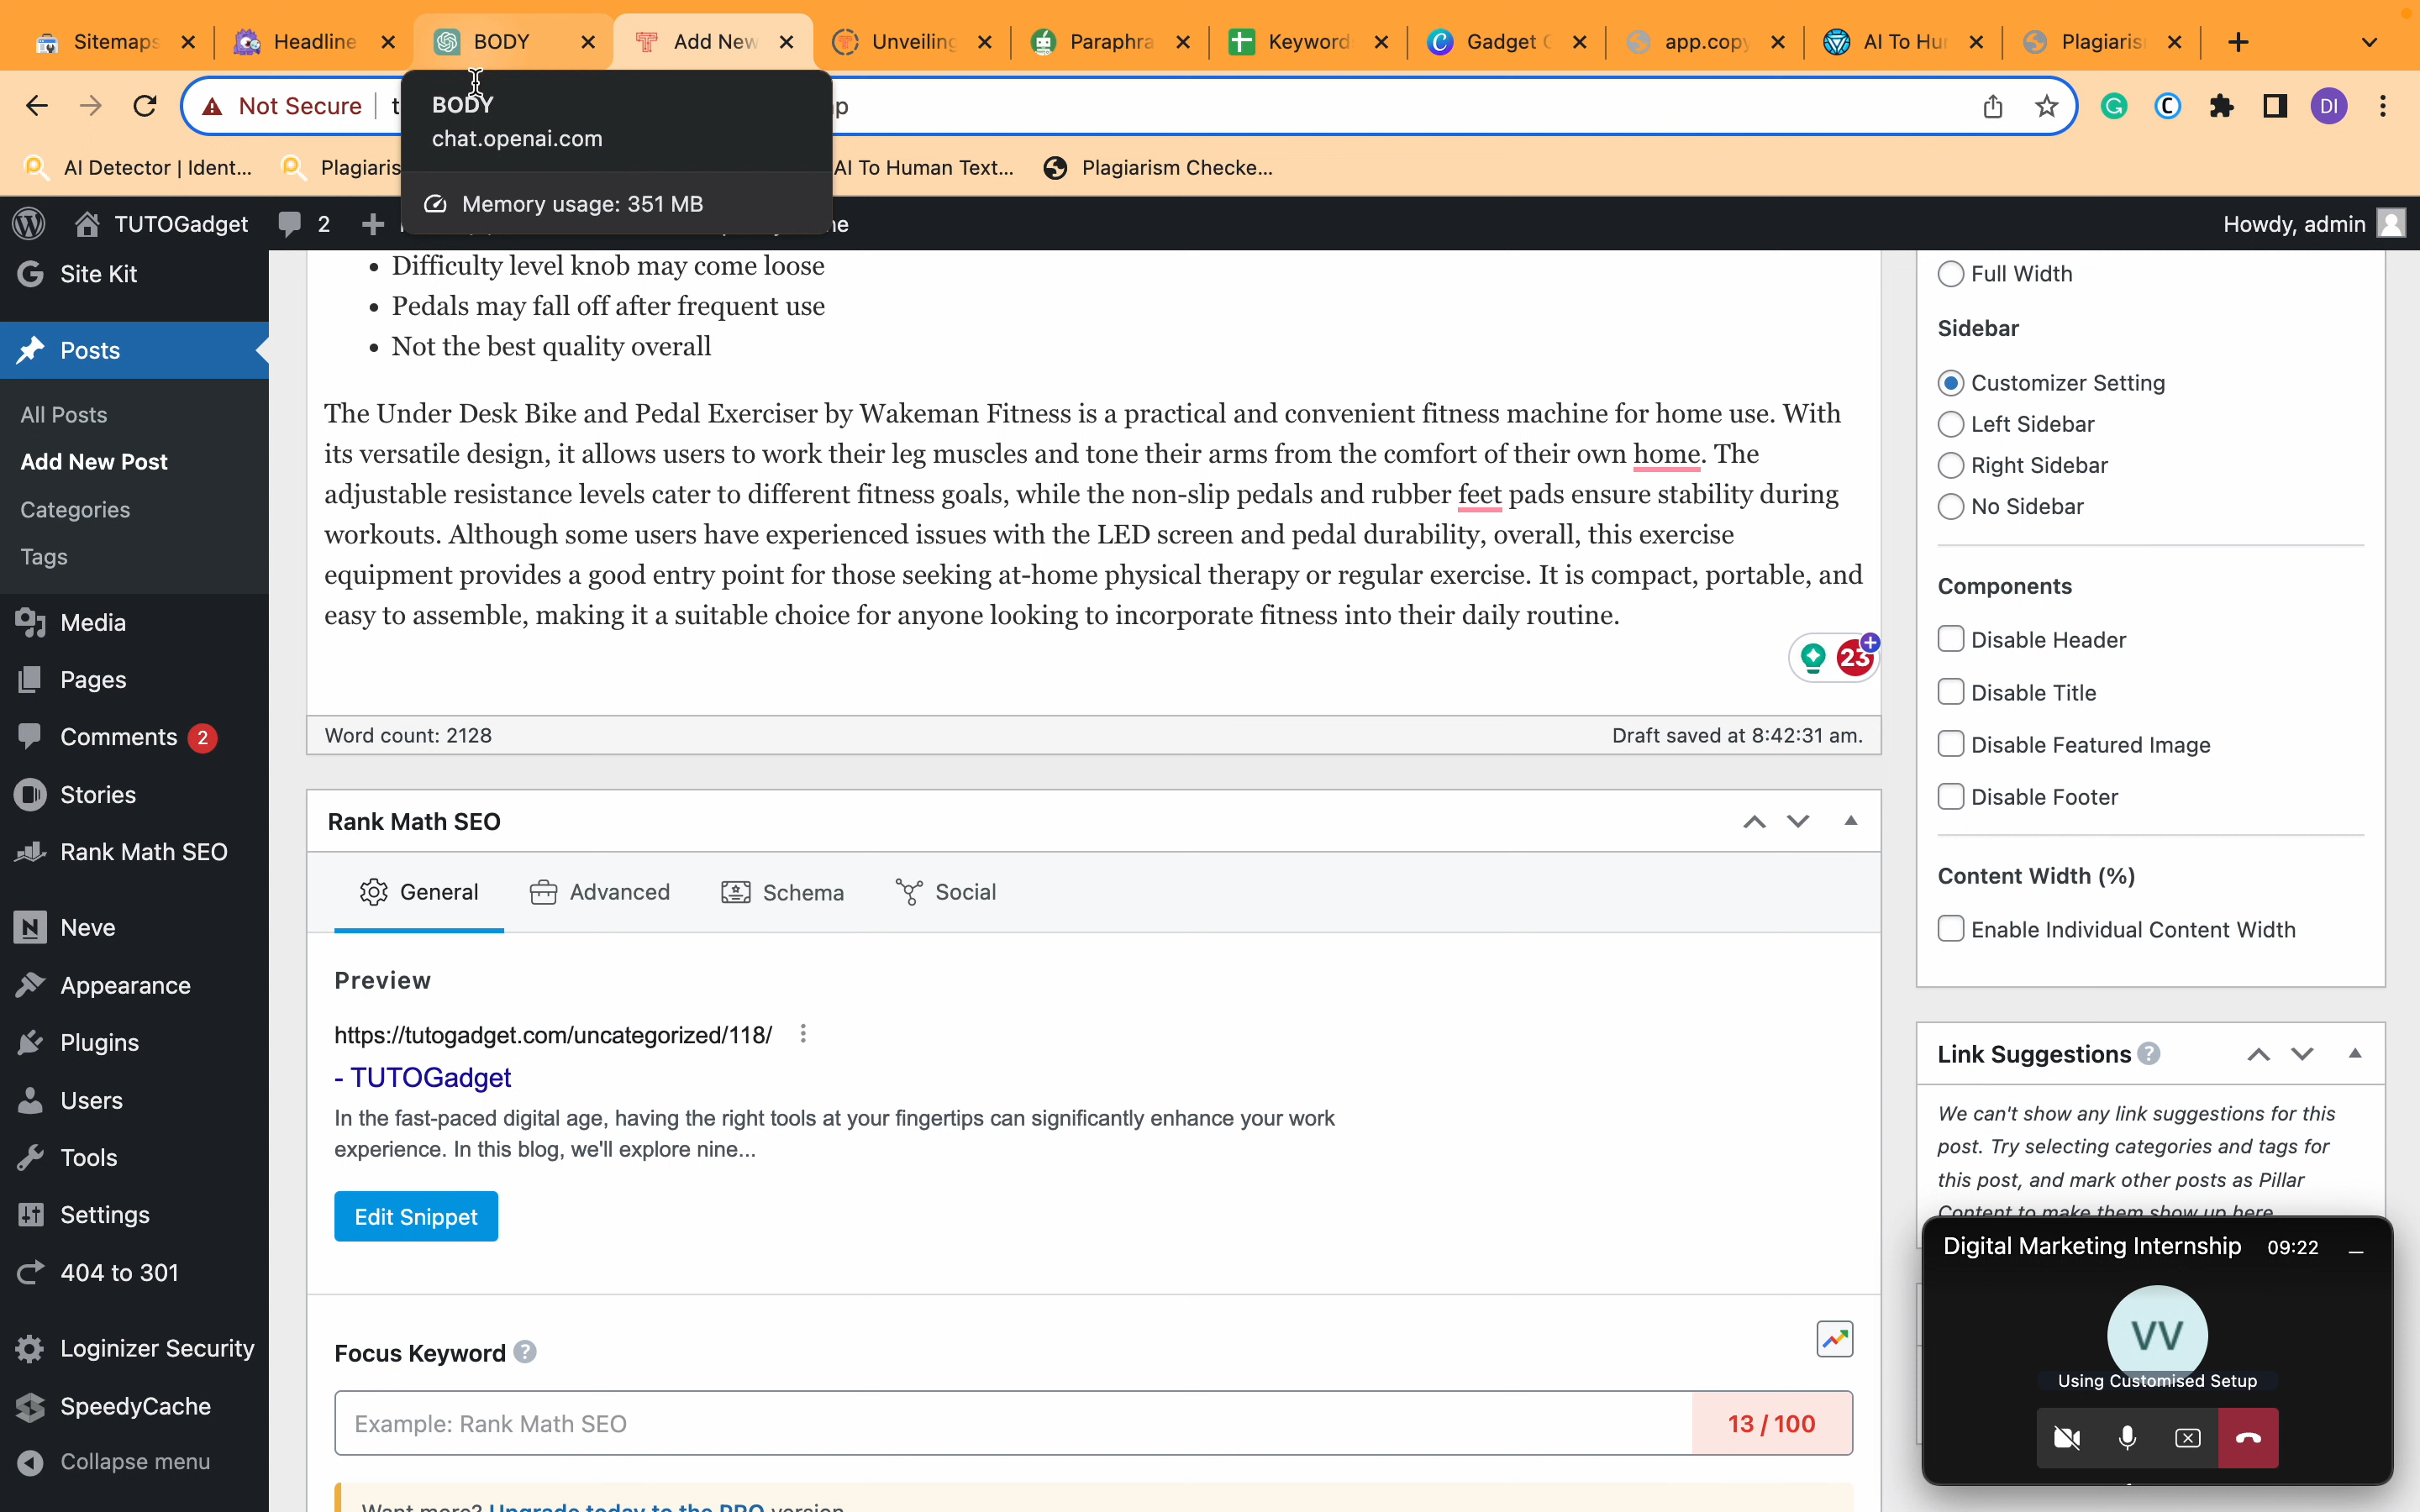 Sitemaps
Headline
BODY
Add New
Unveiling
Paraphra
Keyword
Gadget
app.copy
AI To Hu
Plagiaris
Not Secure
BODY
chat.openai.com
Memory usage: 351 MB
DI
AI Detector | Ident...
Plagiaris
AI To Human Text...
Plagiarism Checke...
TUTOGadget
2
Howdy, admin
Site Kit
Posts
All Posts
Add New Post
Categories
Tags
Media
Pages
Comments 2
Stories
Rank Math SEO
Neve
Appearance
Plugins
Users
Tools
Settings
404 to 301
Loginizer Security
SpeedyCache
Collapse menu
Difficulty level knob may come loose
Pedals may fall off after frequent use
Not the best quality overall
The Under Desk Bike and Pedal Exerciser by Wakeman Fitness is a practical and convenient fitness machine for home use. With
its versatile design, it allows users to work their leg muscles and tone their arms from the comfort of their own home. The
adjustable resistance levels cater to different fitness goals, while the non-slip pedals and rubber feet pads ensure stability during
workouts. Although some users have experienced issues with the LED screen and pedal durability, overall, this exercise
equipment provides a good entry point for those seeking at-home physical therapy or regular exercise. It is compact, portable, and
easy to assemble, making it a suitable choice for anyone looking to incorporate fitness into their daily routine.
23
Word count: 2128
Draft saved at 8:42:31 am.
Rank Math SEO
General
Advanced
Schema
Social
Preview
https://tutogadget.com/uncategorized/118/
- TUTOGadget
In the fast-paced digital age, having the right tools at your fingertips can significantly enhance your work
experience. In this blog, we'll explore nine...
Edit Snippet
Focus Keyword
Example: Rank Math SEO
13 / 100
Want more? Upgrade today to the PRO version
Full Width
Sidebar
Customizer Setting
Left Sidebar
Right Sidebar
No Sidebar
Components
Disable Header
Disable Title
Disable Featured Image
Disable Footer
Content Width (%)
Enable Individual Content Width
Link Suggestions
We can't show any link suggestions for this
post. Try selecting categories and tags for
this post, and mark other posts as Pillar
Content to make them show up here.
Digital Marketing Internship 09:22
VV
Using Customised Setup